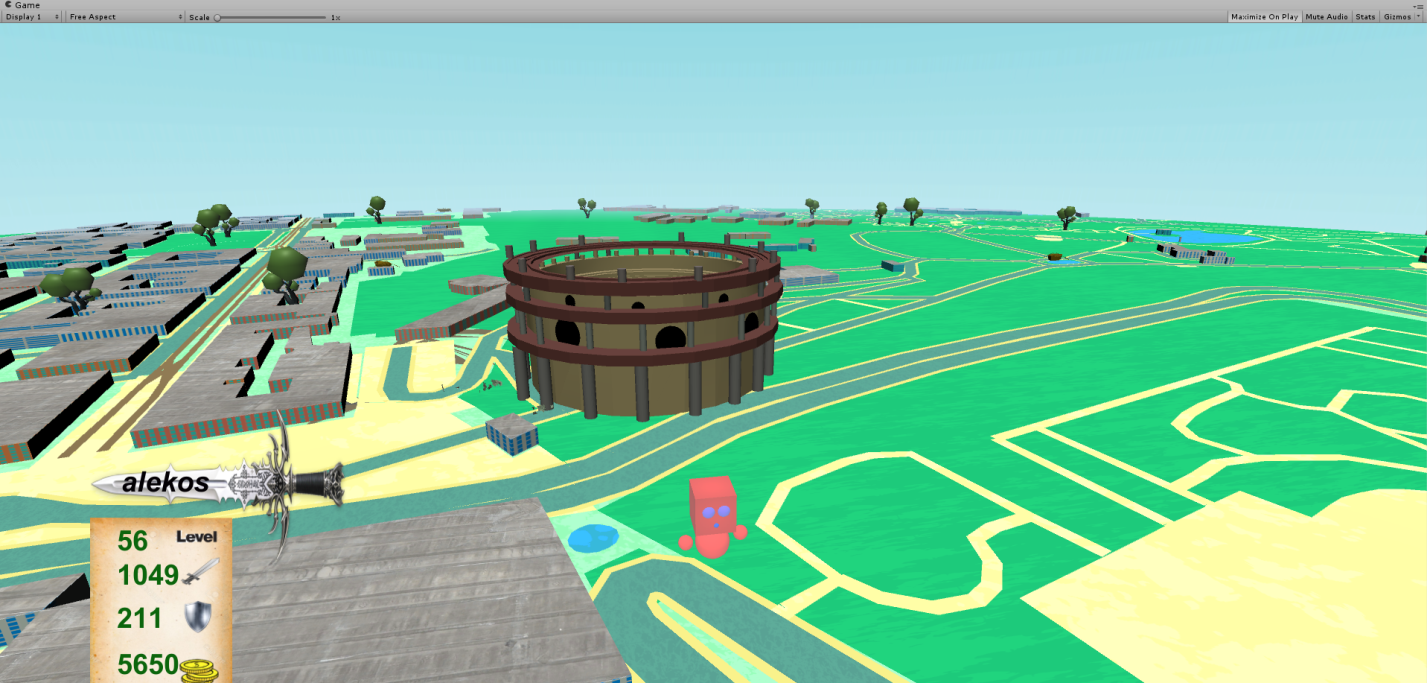 Game
Display 1
Free Aspect
Scale
1x
Maximize On Play
Mute Audio
Stats
Gizmos
alekos
56 Level
1049
211
5650